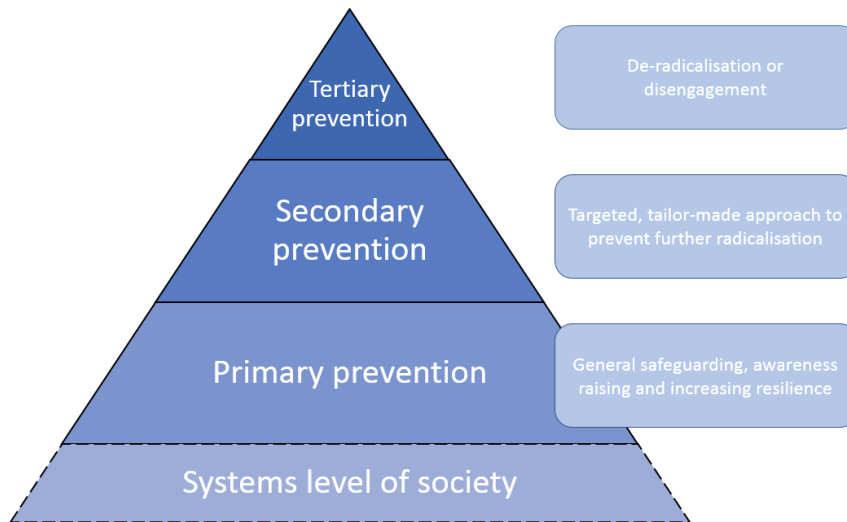 Tertiary
prevention
De-radicalisation or
disengagement
Secondary
prevention
Targeted, tailor-made approach to
prevent further radicalisation
Primary prevention
General safeguarding, awareness
raising and increasing resilience
Systems level of society